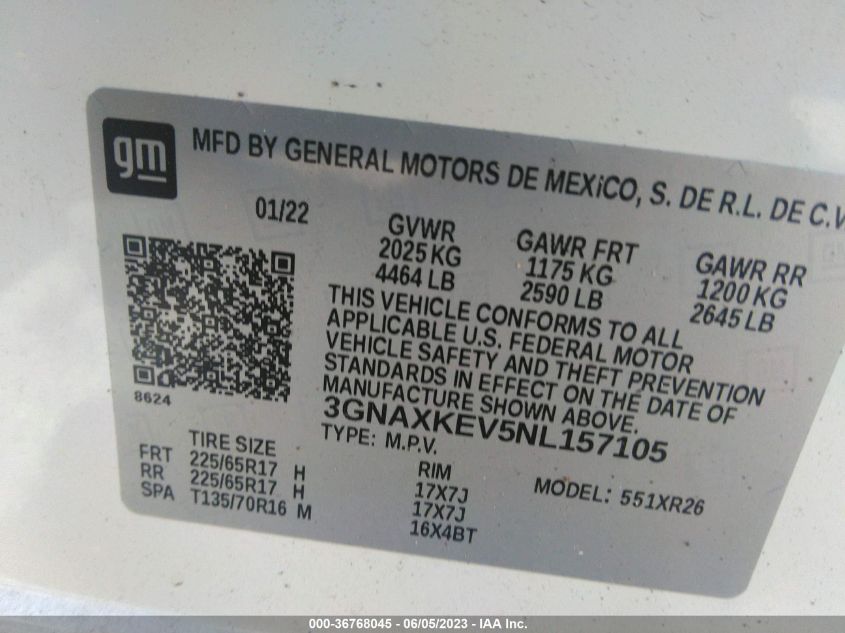 gm
MFD BY GENERAL MOTORS DE MEXiCO, S. DE R.L. DE C.V
01/22
GVWR
2025 KG
4464 LB
GAWR FRT
1175 KG
2590 LB
GAWR RR
1200 KG
2645 LB
THIS VEHICLE CONFORMS TO ALL
APPLICABLE U.S. FEDERAL MOTOR
VEHICLE SAFETY AND THEFT PREVENTION
STANDARDS IN EFFECT ON THE DATE OF
MANUFACTURE SHOWN ABOVE.
8624
3GNAXKEV5NL157105
TYPE: M.P.V.
MODEL: 551XR26
TIRE SIZE
RIM
FRT 225/65R17 H 17X7J
RR 225/65R17 H 17X7J
SPA T135/70R16 M 16X4BT
000-36768045 - 06/05/2023 - IAA Inc.